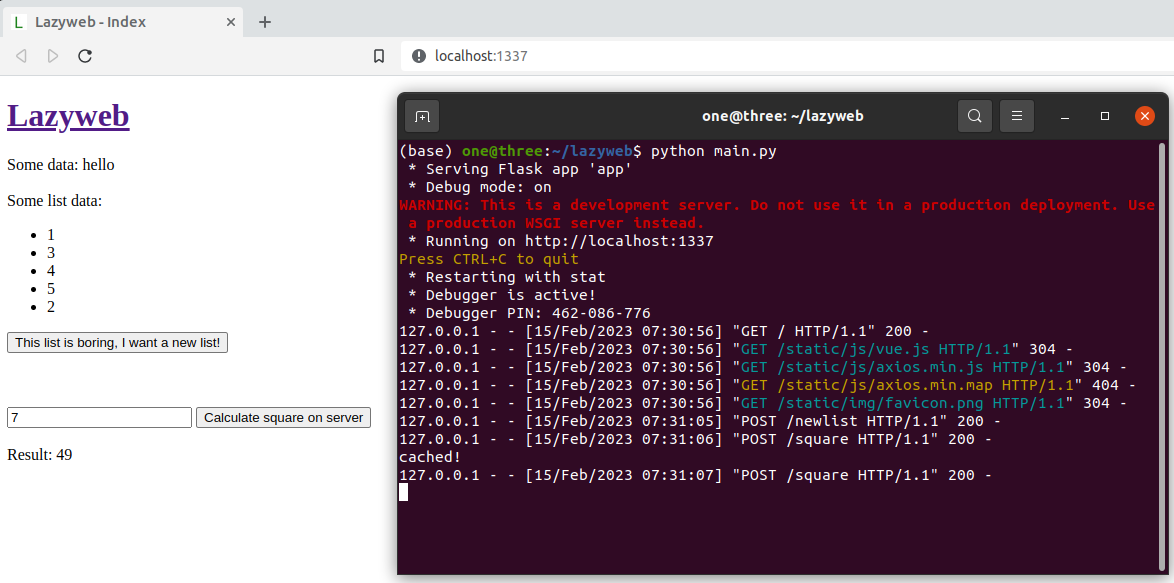 Lazyweb - Index
localhost:1337
Lazyweb
Some data: hello
Some list data:
1
3
4
5
2
This list is boring, I want a new list!
7 Calculate square on server
Result: 49
one@three: ~/lazyweb
(base) one@three:~/lazyweb$ python main.py
 * Serving Flask app 'app'
 * Debug mode: on
WARNING: This is a development server. Do not use it in a production deployment. Use
 a production WSGI server instead.
 * Running on http://localhost:1337
Press CTRL+C to quit
 * Restarting with stat
 * Debugger is active!
 * Debugger PIN: 462-086-776
127.0.0.1 - - [15/Feb/2023 07:30:56] "GET / HTTP/1.1" 200 -
127.0.0.1 - - [15/Feb/2023 07:30:56] "GET /static/js/vue.js HTTP/1.1" 304 -
127.0.0.1 - - [15/Feb/2023 07:30:56] "GET /static/js/axios.min.js HTTP/1.1" 304 -
127.0.0.1 - - [15/Feb/2023 07:30:56] "GET /static/js/axios.min.map HTTP/1.1" 404 -
127.0.0.1 - - [15/Feb/2023 07:30:56] "GET /static/img/favicon.png HTTP/1.1" 304 -
127.0.0.1 - - [15/Feb/2023 07:31:05] "POST /newlist HTTP/1.1" 200 -
127.0.0.1 - - [15/Feb/2023 07:31:06] "POST /square HTTP/1.1" 200 -
cached!
127.0.0.1 - - [15/Feb/2023 07:31:07] "POST /square HTTP/1.1" 200 -